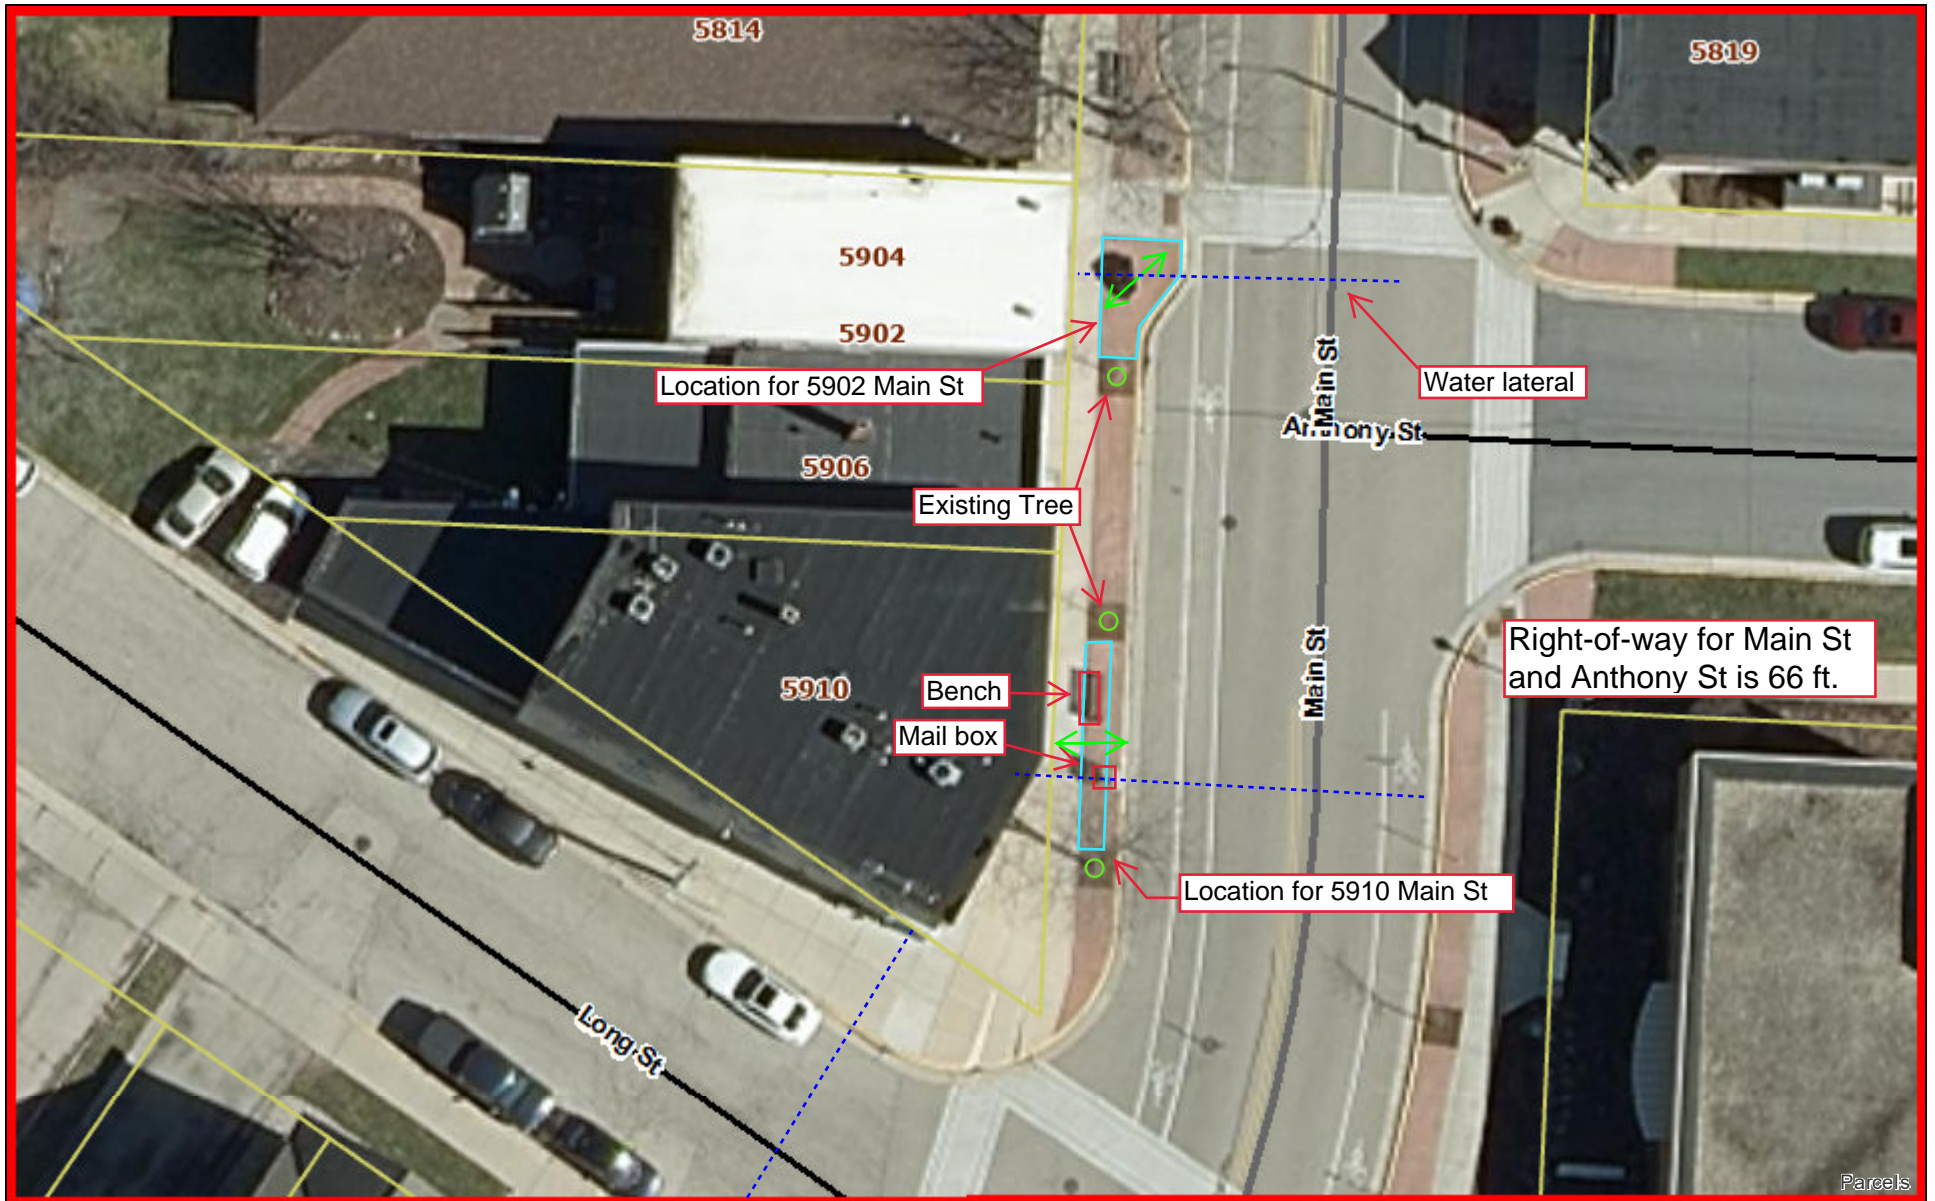 5814
5819
5904
5902
Location for 5902 Main St
Main St
Water lateral
Anthony St
5906
Existing Tree
Right-of-way for Main St
and Anthony St is 66 ft.
Main St
5910
Bench
Mail box
Location for 5910 Main St
Long St
Parcels